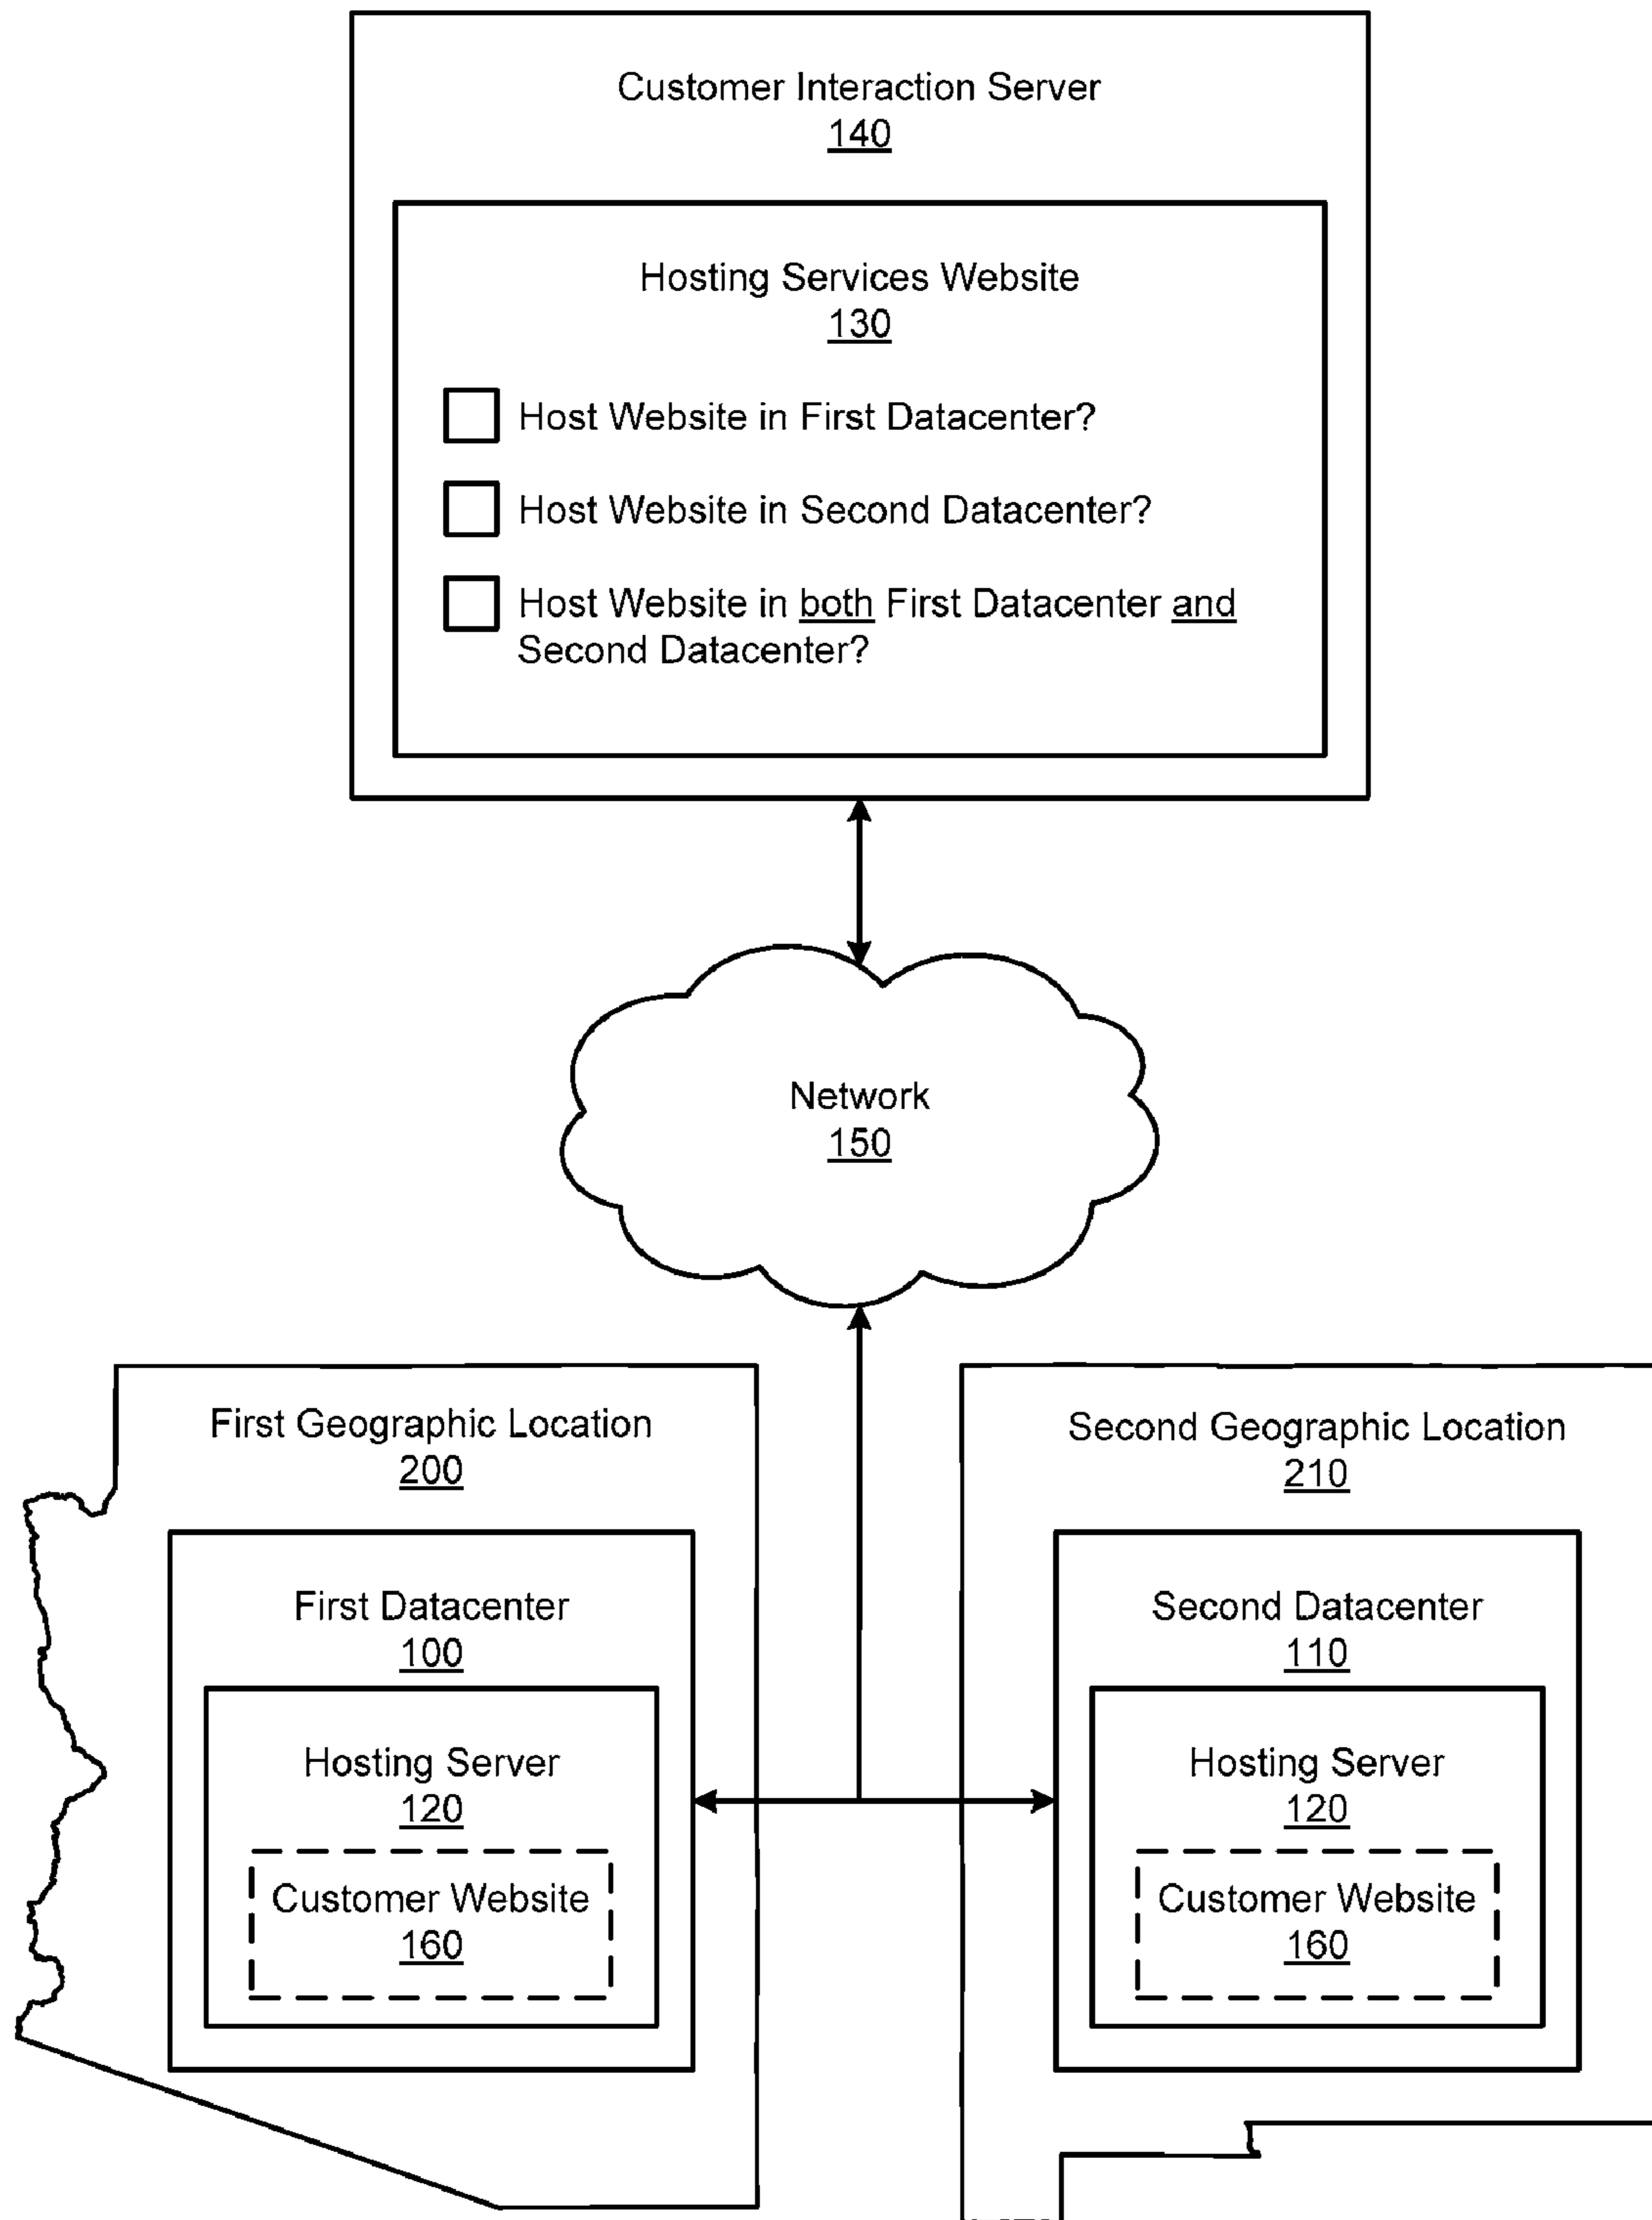 Customer Interaction Server
140
Hosting Services Website
130
Host Website in First Datacenter?
Host Website in Second Datacenter?
Host Website in both First Datacenter and
Second Datacenter?
Network
150
First Geographic Location
200
First Datacenter
100
Hosting Server
120
Customer Website
160
Second Geographic Location
210
Second Datacenter
110
Hosting Server
120
Customer Website
160